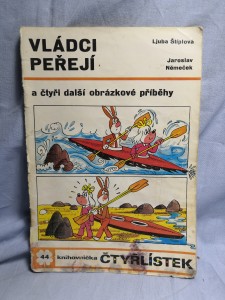 VLÁDCI
PEŘEJÍ
Ljuba Štíplová
Jaroslav
Němeček
a čtyři další obrázkové příběhy
44
knihovnička ČTYŘLÍSTEK